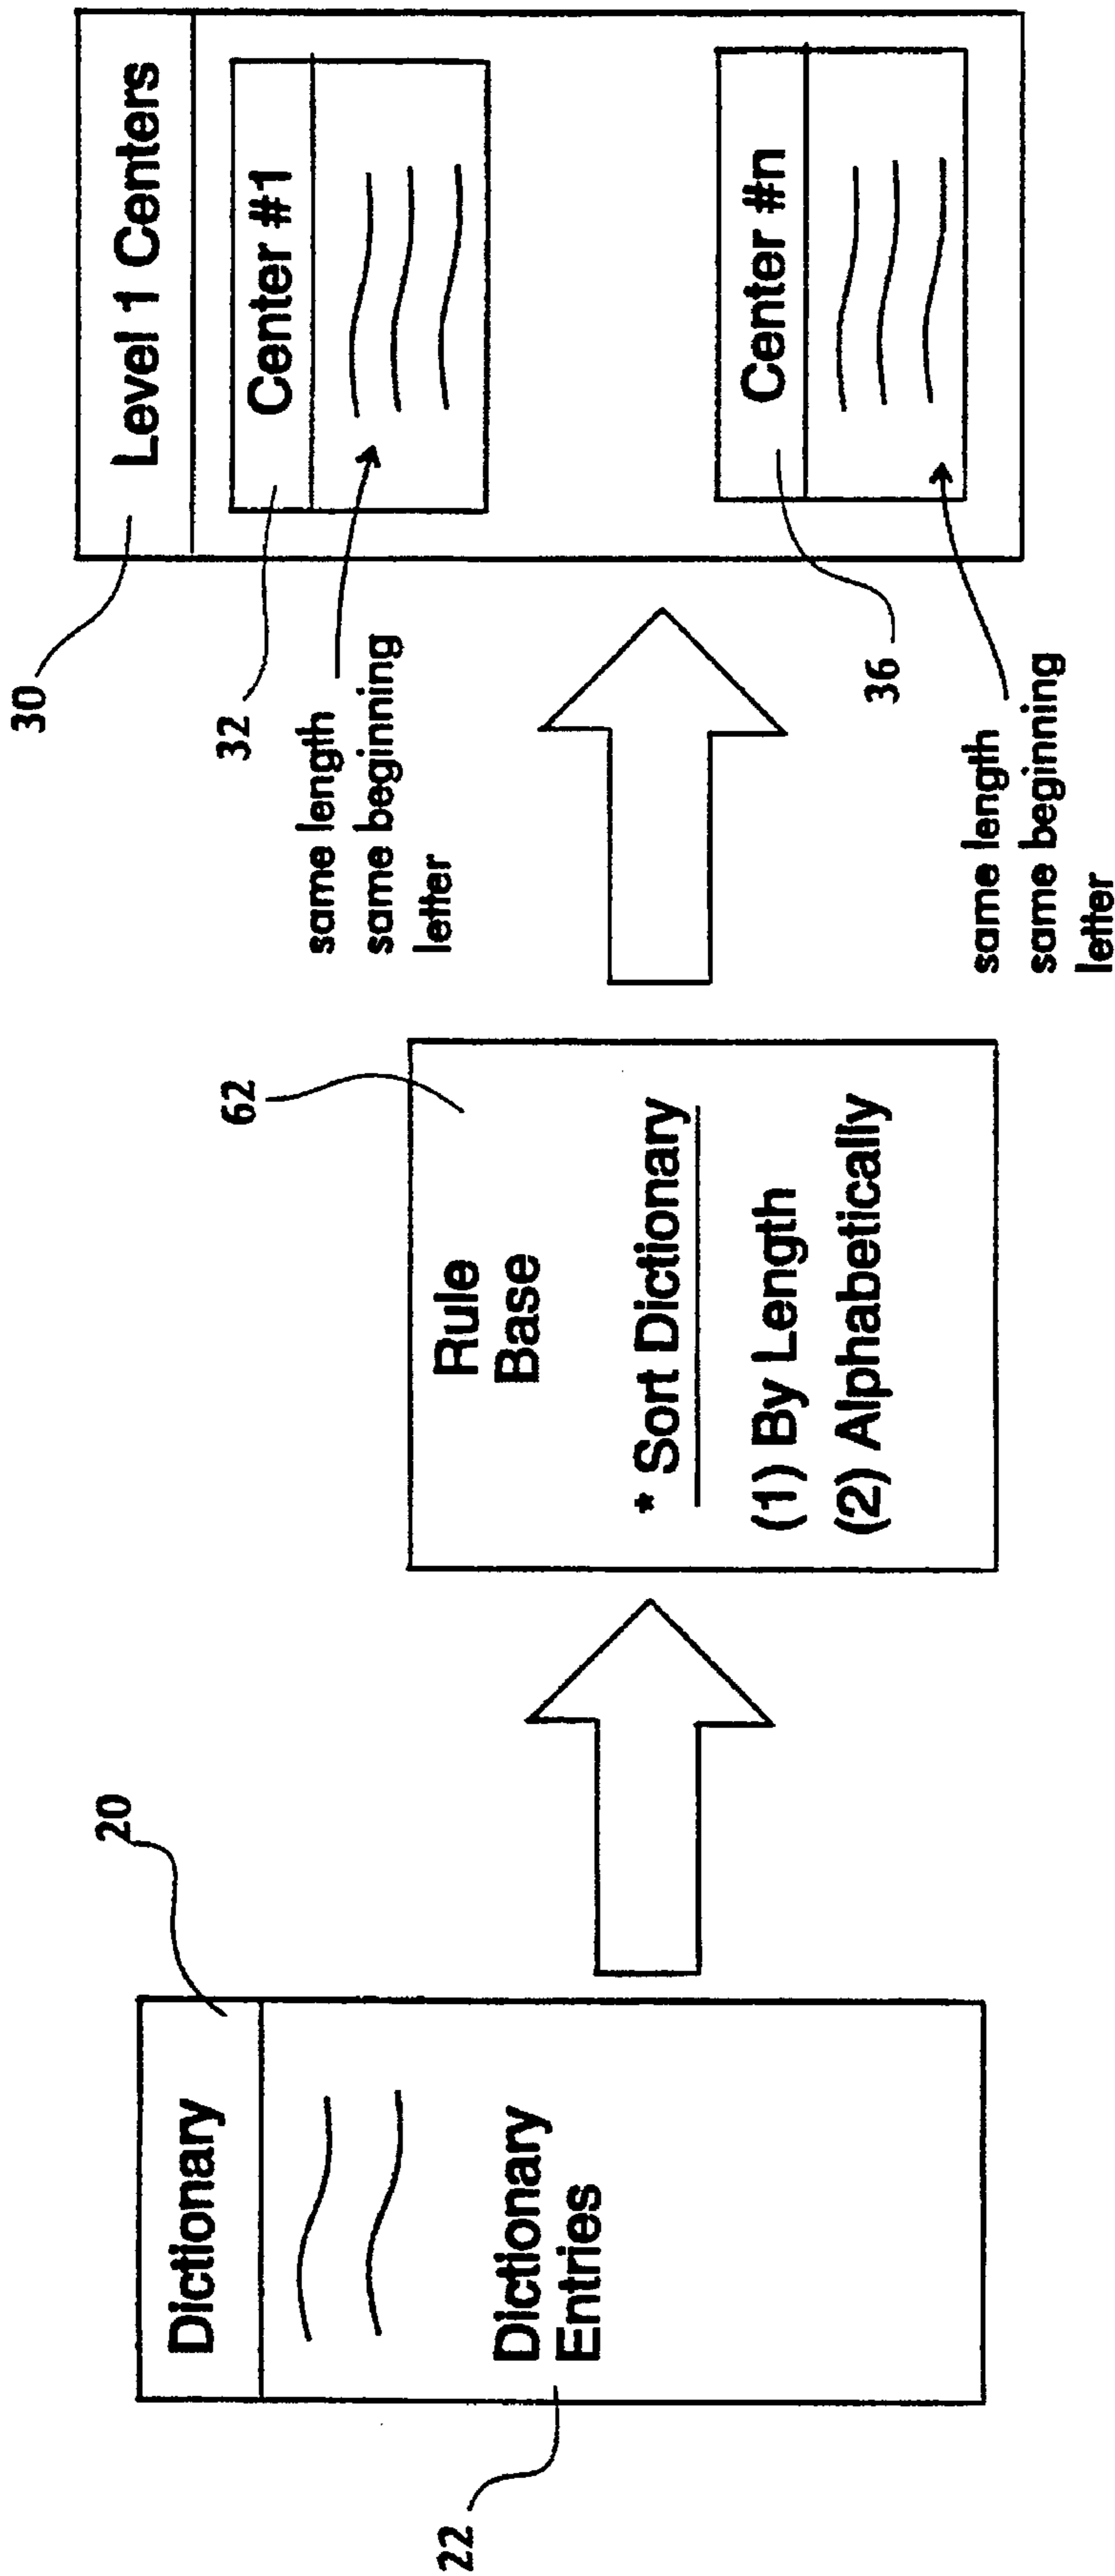 20
Dictionary
Dictionary
Entries
22
62
Rule
Base
* Sort Dictionary
(1) By Length
(2) Alphabetically
30
Level 1 Centers
32
Center #1
same length
same beginning
letter
36
Center #n
same length
same beginning
letter